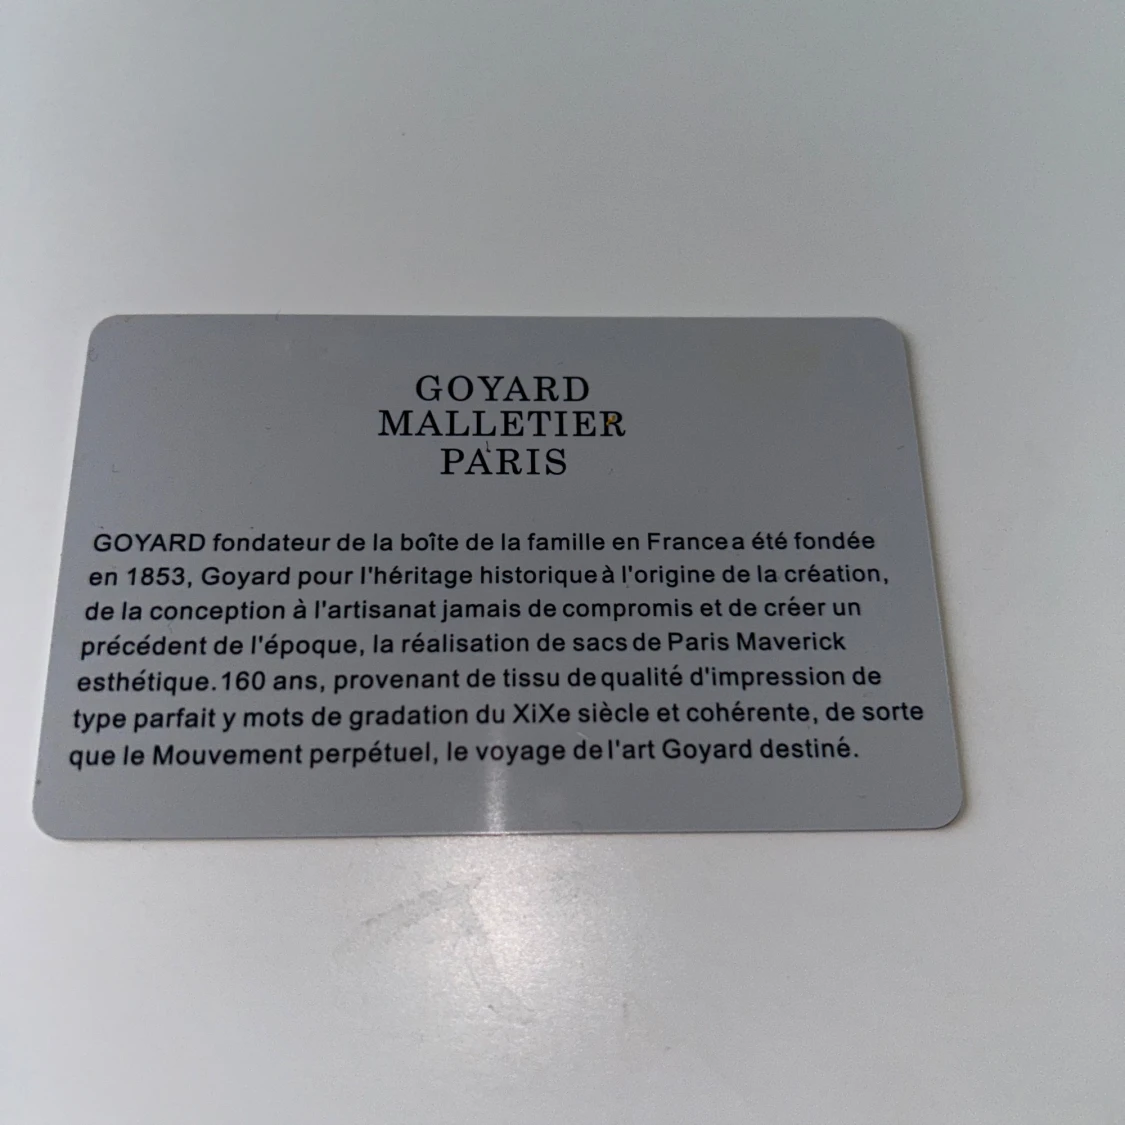 GOYARD
MALLETIER
PARIS
GOYARD fondateur de la boîte de la famille en France a été fondée
en 1853, Goyard pour l'héritage historique à l'origine de la création,
de la conception à l'artisanat jamais de compromis et de créer un
précédent de l'époque, la réalisation de sacs de Paris Maverick
esthétique.160 ans, provenant de tissu de qualité d'impression de
type parfait y mots de gradation du XiXe siècle et cohérente, de sorte
que le Mouvement perpétuel, le voyage de l'art Goyard destiné.